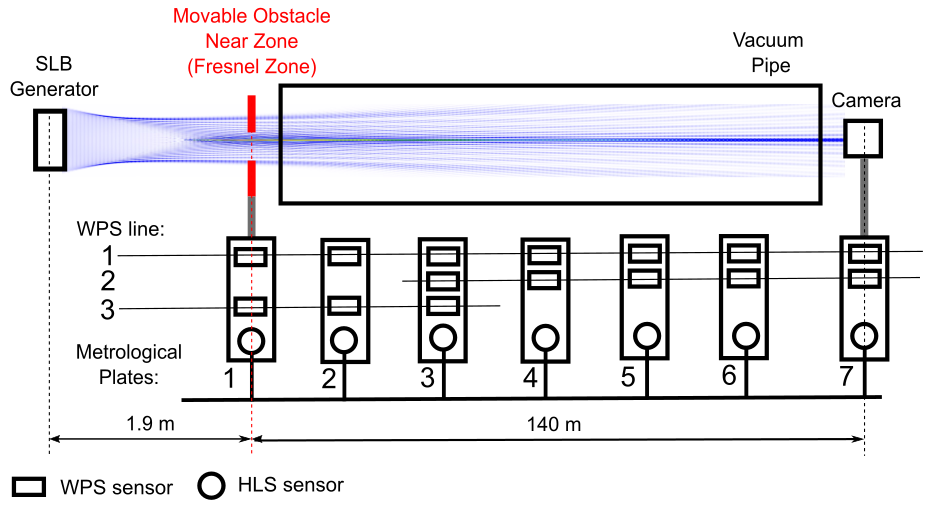 Movable Obstacle
Near Zone
(Fresnel Zone)
Vacuum
Pipe
SLB
Generator
Camera
WPS line:
1
2
3
Metrological
Plates:
1 2 3 4 5 6 7
1.9 m
140 m
WPS sensor
HLS sensor